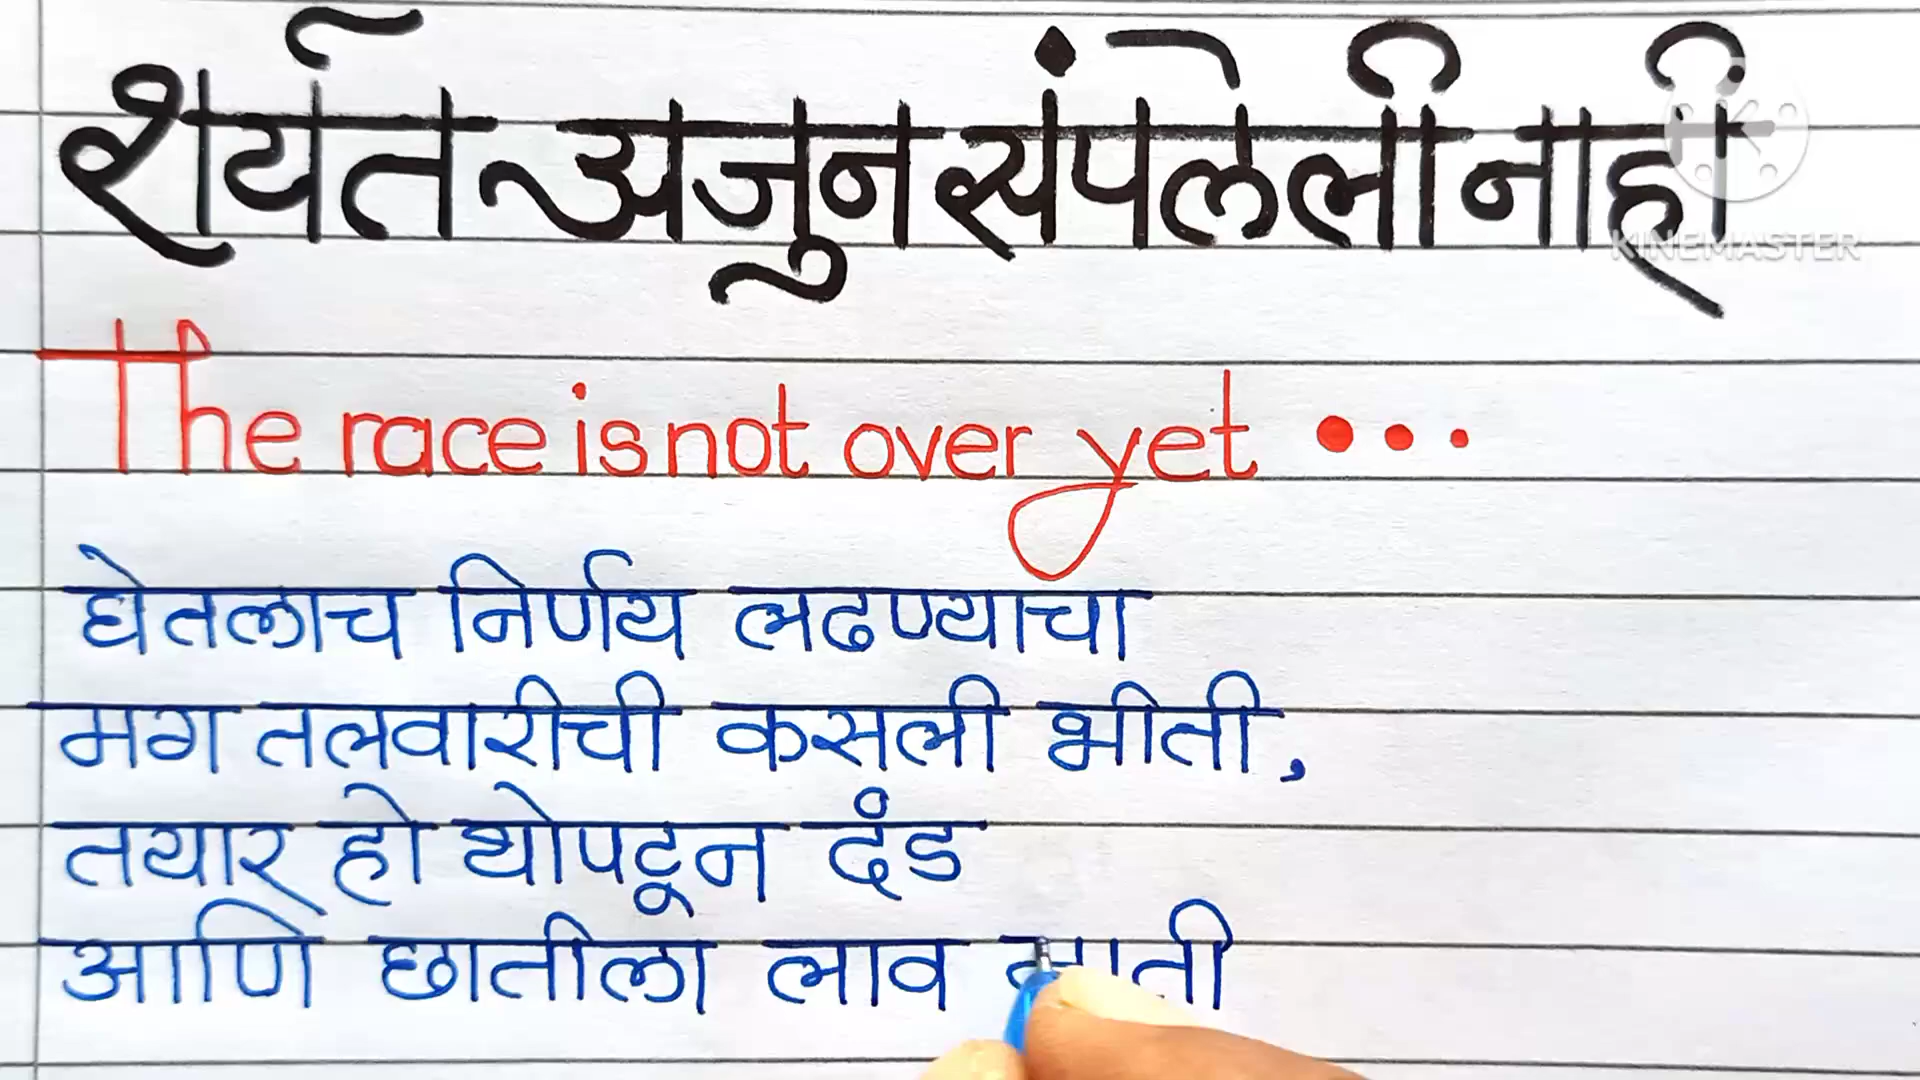 शर्यत अजुन संपलेली नाही
KINEMASTER
The race is not over yet •••
घेतलाच निर्णय लढण्याचा
मग तलवारीची कसली भीती,
तयार हो थोपटून दंड
आणि छातीला लाव